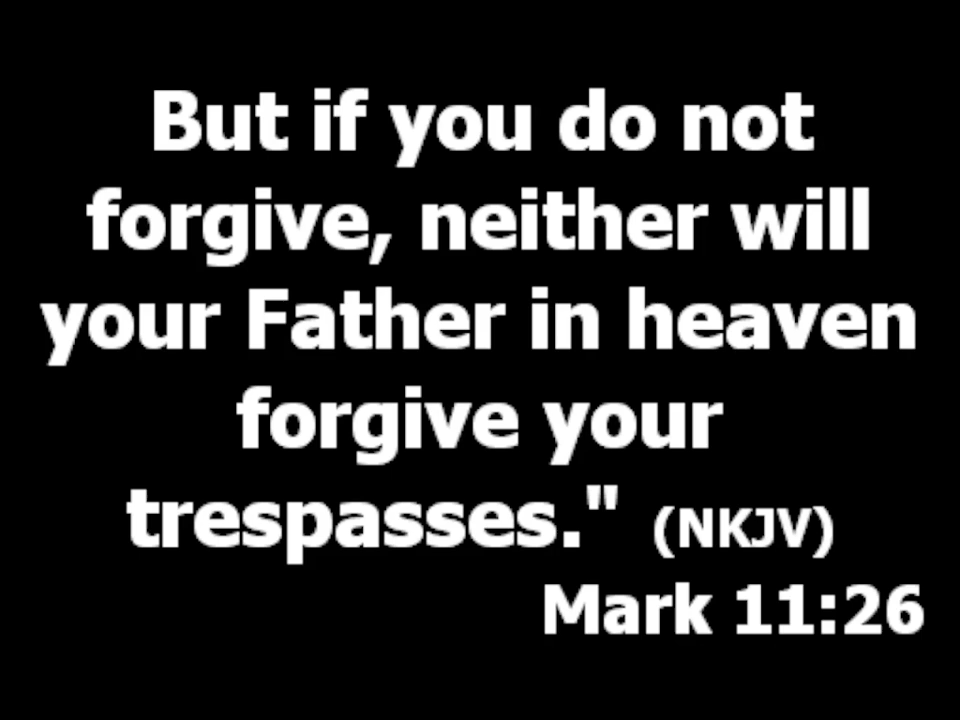 But if you do not
forgive, neither will
your Father in heaven
forgive your
trespasses." (NKJV)
Mark 11:26